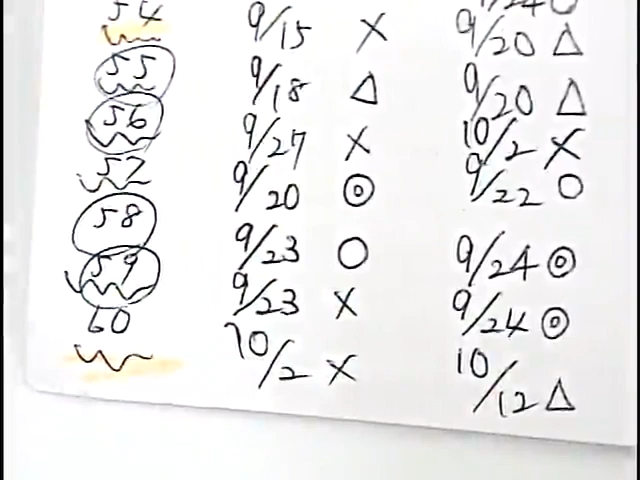 54 9/15 × 9/20 △
55 9/18 △ 9/20 △
56 9/27 × 10/2 ×
57 9/20 ◎ 9/22 ○
58 9/23 ○ 9/24 ◎
59 9/23 × 9/24 ◎
60 10/2 × 10/12 △